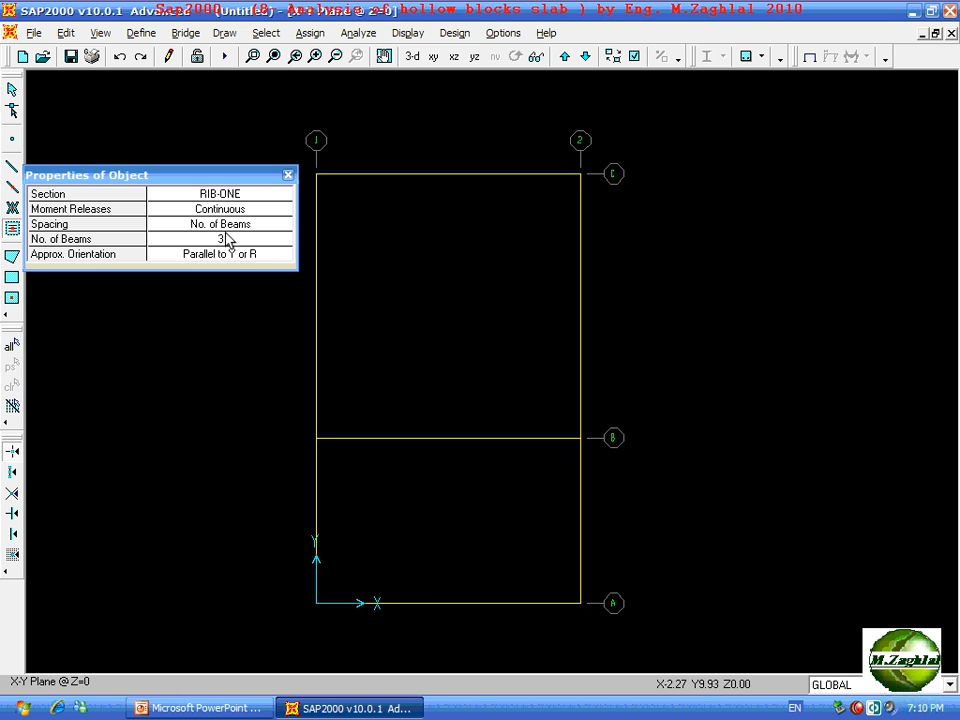 SAP2000 v10.0.1 Advanced - (Untitled) - [X-Y Plane @ Z=0]
Sap2000 (8- Analysis of hollow blocks slab ) by Eng. M.Zaghlal 2010
File Edit View Define Bridge Draw Select Assign Analyze Display Design Options Help
3-d xy xz yz nv
1 2
C
Properties of Object
Section RIB-ONE
Moment Releases Continuous
Spacing No. of Beams
No. of Beams 3
Approx. Orientation Parallel to Y or R
all
ps
clr
B
Y
X
A
M.Zaghlal
X-Y Plane @ Z=0
X-2.27 Y9.93 Z0.00
GLOBAL
Microsoft PowerPoint ...
SAP2000 v10.0.1 Ad...
EN
7:10 PM